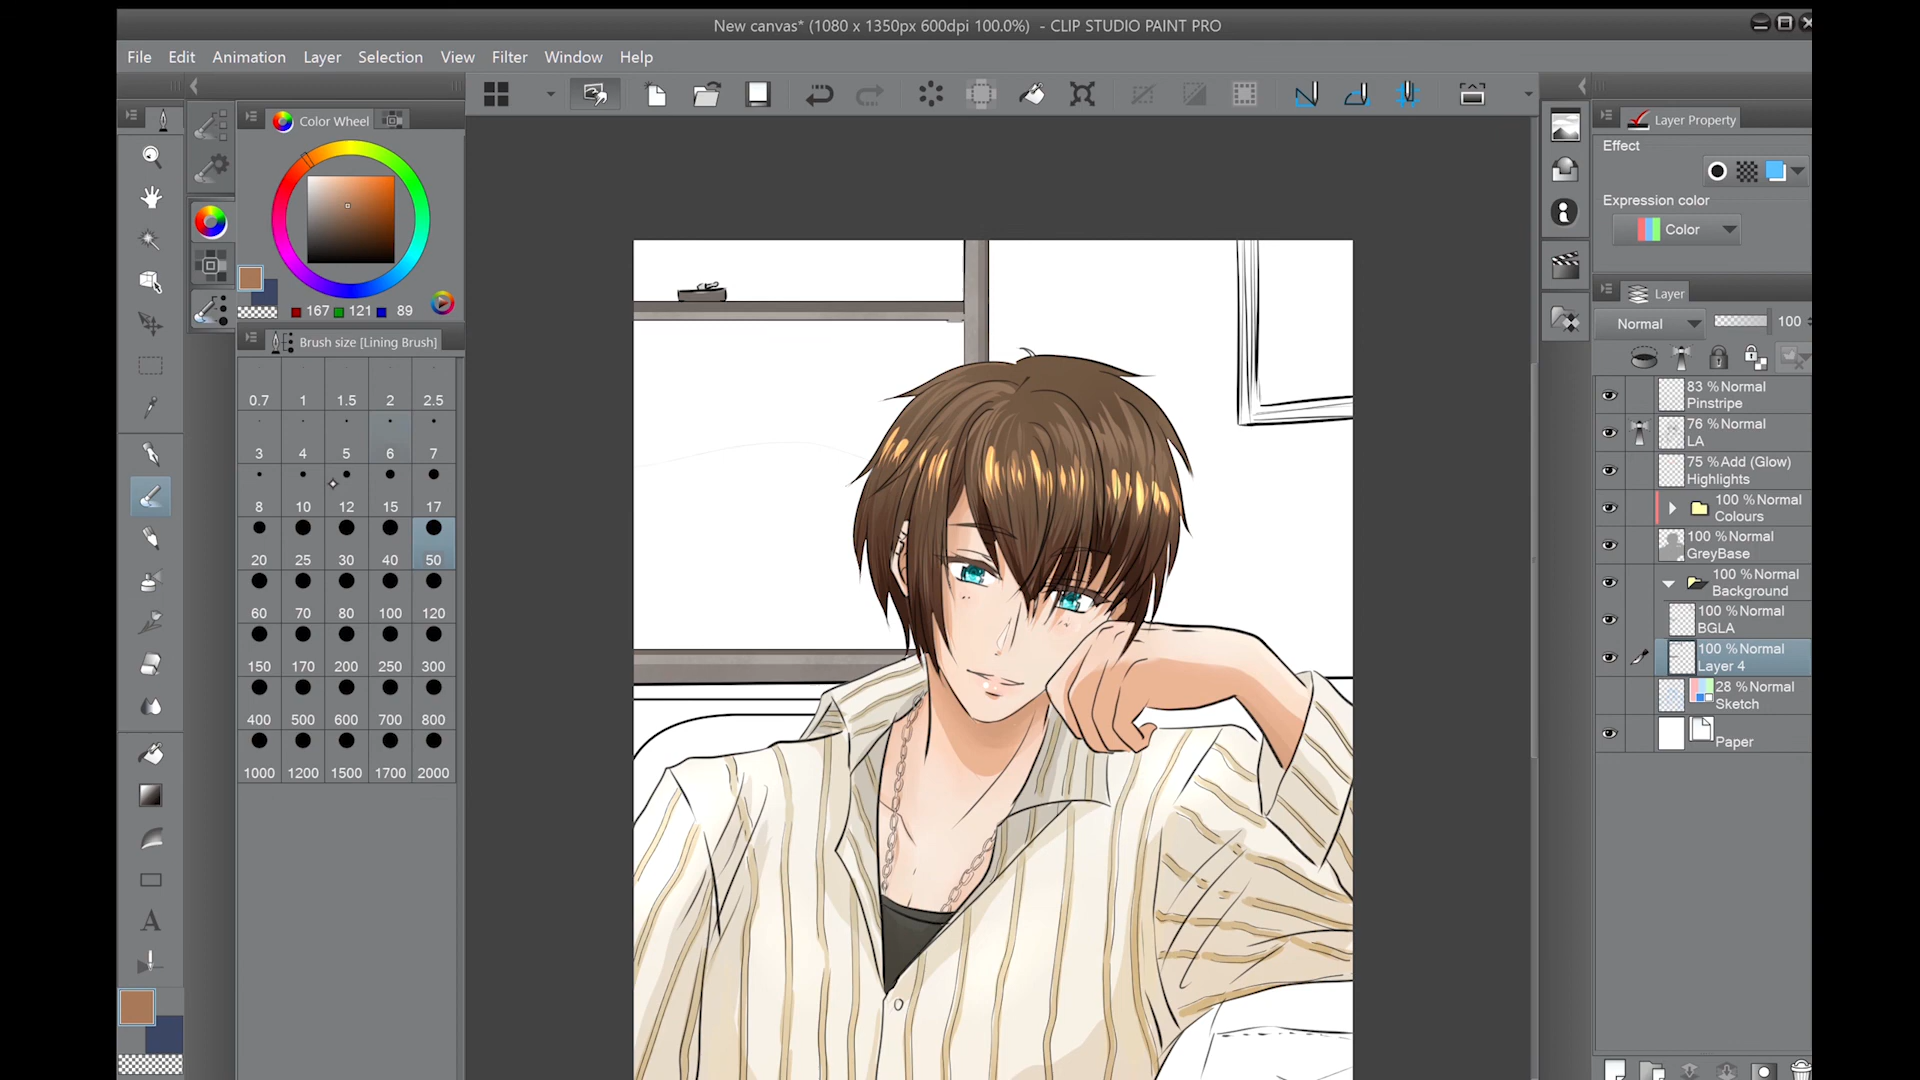 New canvas* (1080 x 1350px 600dpi 100.0%) - CLIP STUDIO PAINT PRO
File Edit Animation Layer Selection View Filter Window Help
Color Wheel
167 121 89
Brush size [Lining Brush]
0.7 1 1.5 2 2.5
3 4 5 6 7
8 10 12 15 17
20 25 30 40 50
60 70 80 100 120
150 170 200 250 300
400 500 600 700 800
1000 1200 1500 1700 2000
A
Layer Property
Effect
Expression color
Color
Layer
Normal 100
83 %Normal
Pinstripe
76 %Normal
LA
75 %Add (Glow)
Highlights
100 %Normal
Colours
100 %Normal
GreyBase
100 %Normal
Background
100 %Normal
BGLA
100 %Normal
Layer 4
28 %Normal
Sketch
Paper